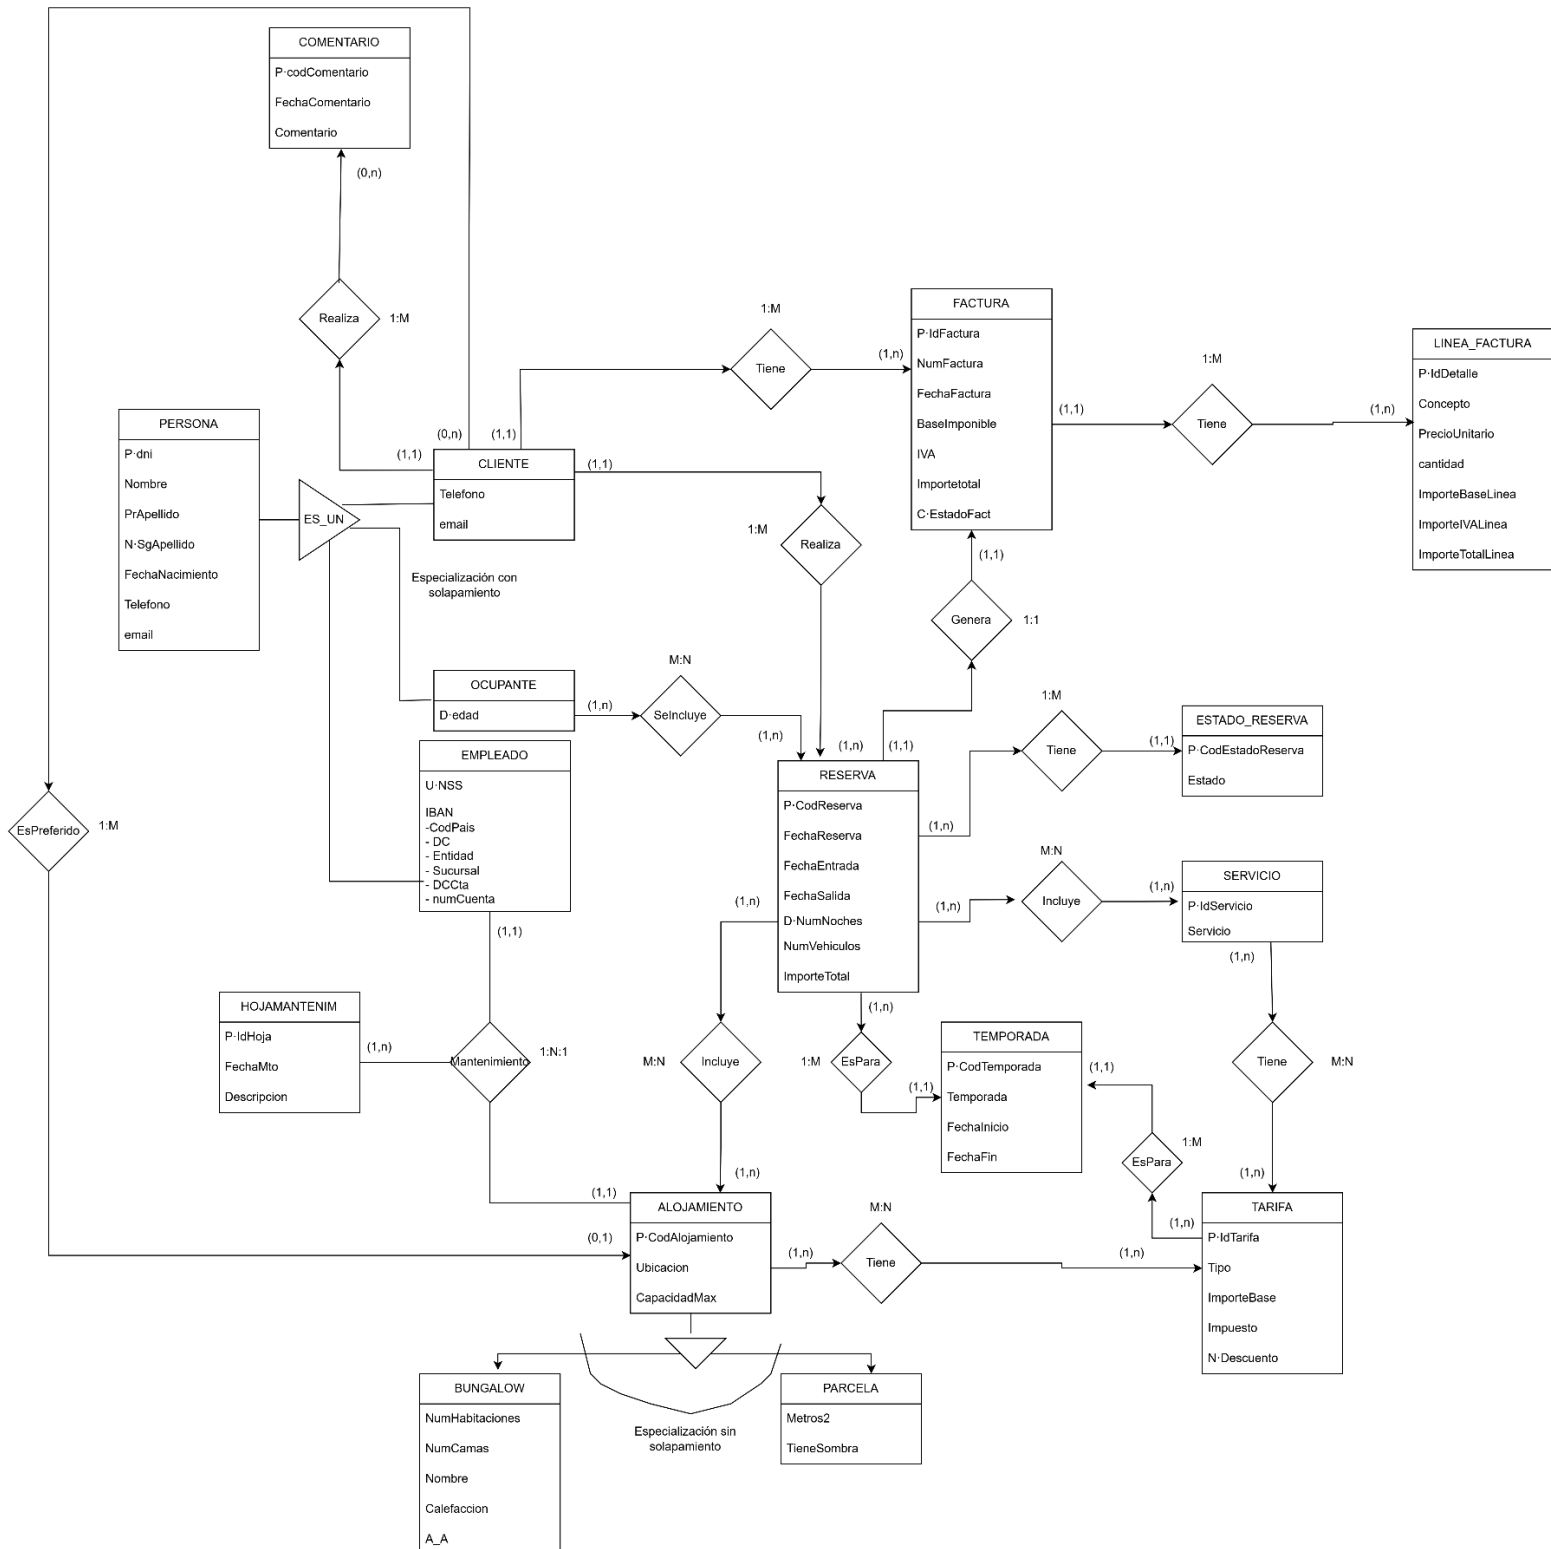 COMENTARIO
P·codComentario
FechaComentario
Comentario
(0,n)
Realiza
1:M
(1,1)
(0,n)
(1,1)
PERSONA
P·dni
Nombre
PrApellido
N·SgApellido
FechaNacimiento
Telefono
email
ES_UN
CLIENTE
Telefono
email
(1,1)
Especialización con
solapamiento
1:M
Tiene
(1,n)
FACTURA
P·IdFactura
NumFactura
FechaFactura
BaseImponible
IVA
Importetotal
C·EstadoFact
(1,1)
1:M
Tiene
(1,n)
LINEA_FACTURA
P·IdDetalle
Concepto
PrecioUnitario
cantidad
ImporteBaseLinea
ImporteIVALinea
ImporteTotalLinea
1:M
Realiza
(1,n)
(1,1)
Genera
1:1
(1,1)
OCUPANTE
D·edad
(1,n)
M:N
SeIncluye
(1,n)
EMPLEADO
U·NSS
IBAN
-CodPais
- DC
- Entidad
- Sucursal
- DCCta
- numCuenta
(1,1)
EsPreferido
1:M
RESERVA
P·CodReserva
FechaReserva
FechaEntrada
FechaSalida
D·NumNoches
NumVehiculos
ImporteTotal
(1,n)
1:M
Tiene
(1,1)
ESTADO_RESERVA
P·CodEstadoReserva
Estado
(1,n)
M:N
Incluye
(1,n)
SERVICIO
P·IdServicio
Servicio
(1,n)
Tiene
M:N
(1,n)
HOJAMANTENIM
P·IdHoja
FechaMto
Descripcion
(1,n)
Mantenimiento
1:N:1
(1,1)
(1,n)
M:N
Incluye
(1,n)
(1,n)
1:M
EsPara
(1,1)
TEMPORADA
P·CodTemporada
Temporada
FechaInicio
FechaFin
(1,1)
1:M
EsPara
(1,n)
(0,1)
ALOJAMIENTO
P·CodAlojamiento
Ubicacion
CapacidadMax
(1,n)
M:N
Tiene
(1,n)
TARIFA
P·IdTarifa
Tipo
ImporteBase
Impuesto
N·Descuento
BUNGALOW
NumHabitaciones
NumCamas
Nombre
Calefaccion
A_A
Especialización sin
solapamiento
PARCELA
Metros2
TieneSombra